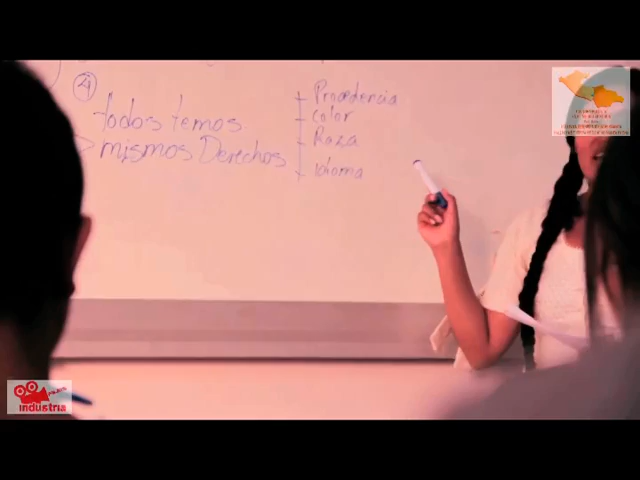 4
todos temos
mismos Derechos
Procedencia
color
Raza
Idioma
industria